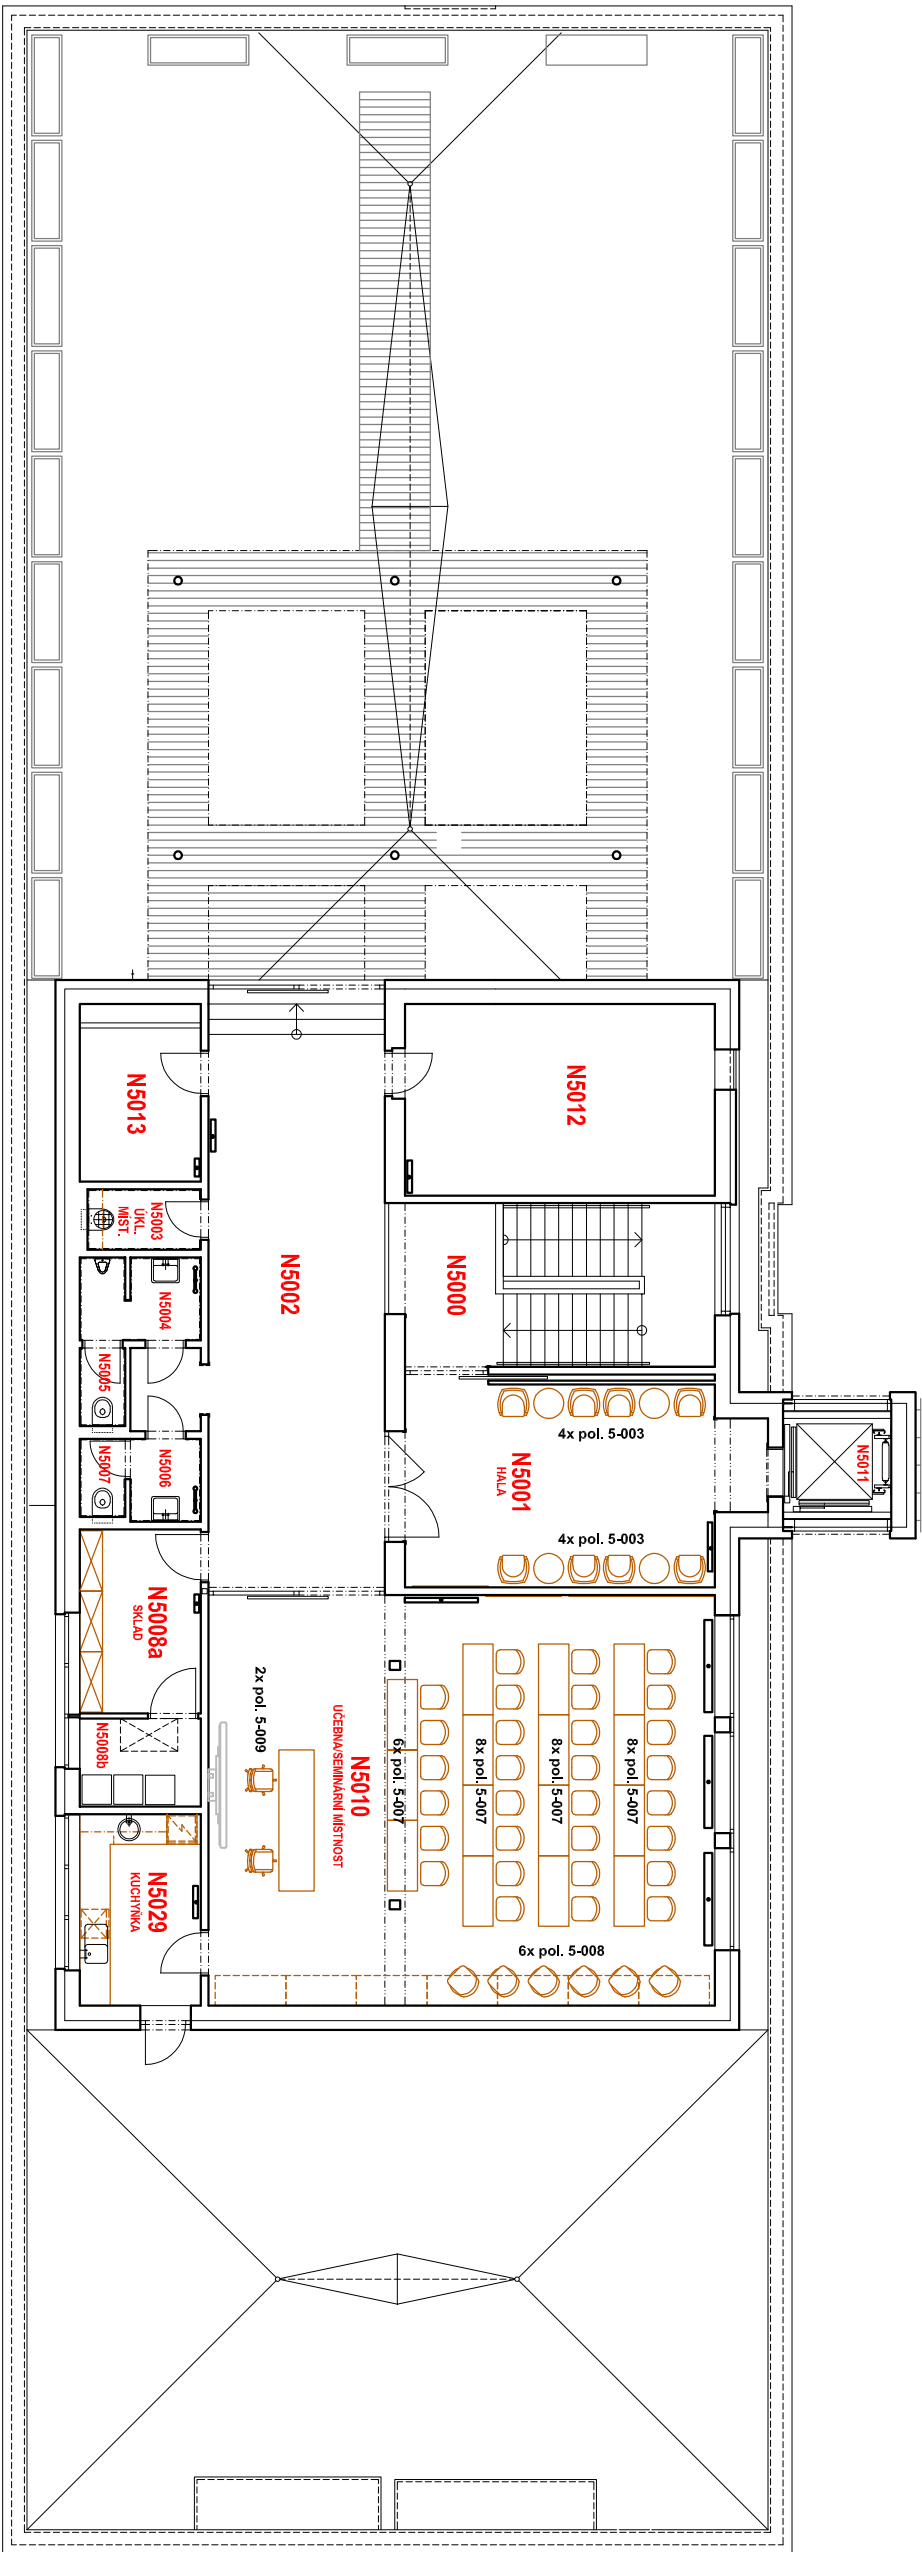 N5013
N5012
N5003
ÚKL.
MÍST.
N5002
N5000
N5004
N5005
N5006
N5007
4x pol. 5-003
N5001
HALA
N5011
4x pol. 5-003
N5008a
SKLAD
N5008b
2x pol. 5-009
N5010
UČEBNA/SEMINÁRNÍ MÍSTNOST
6x pol. 5-007
8x pol. 5-007
8x pol. 5-007
8x pol. 5-007
N5029
KUCHYŇKA
6x pol. 5-008